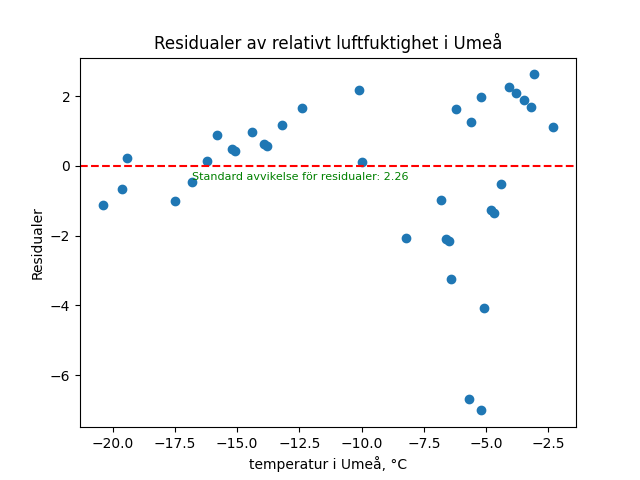 Residualer av relativt luftfuktighet i Umeå
2
0
−2
−4
−6
Residualer
Standard avvikelse för residualer: 2.26
−20.0 −17.5 −15.0 −12.5 −10.0 −7.5 −5.0 −2.5
temperatur i Umeå, °C